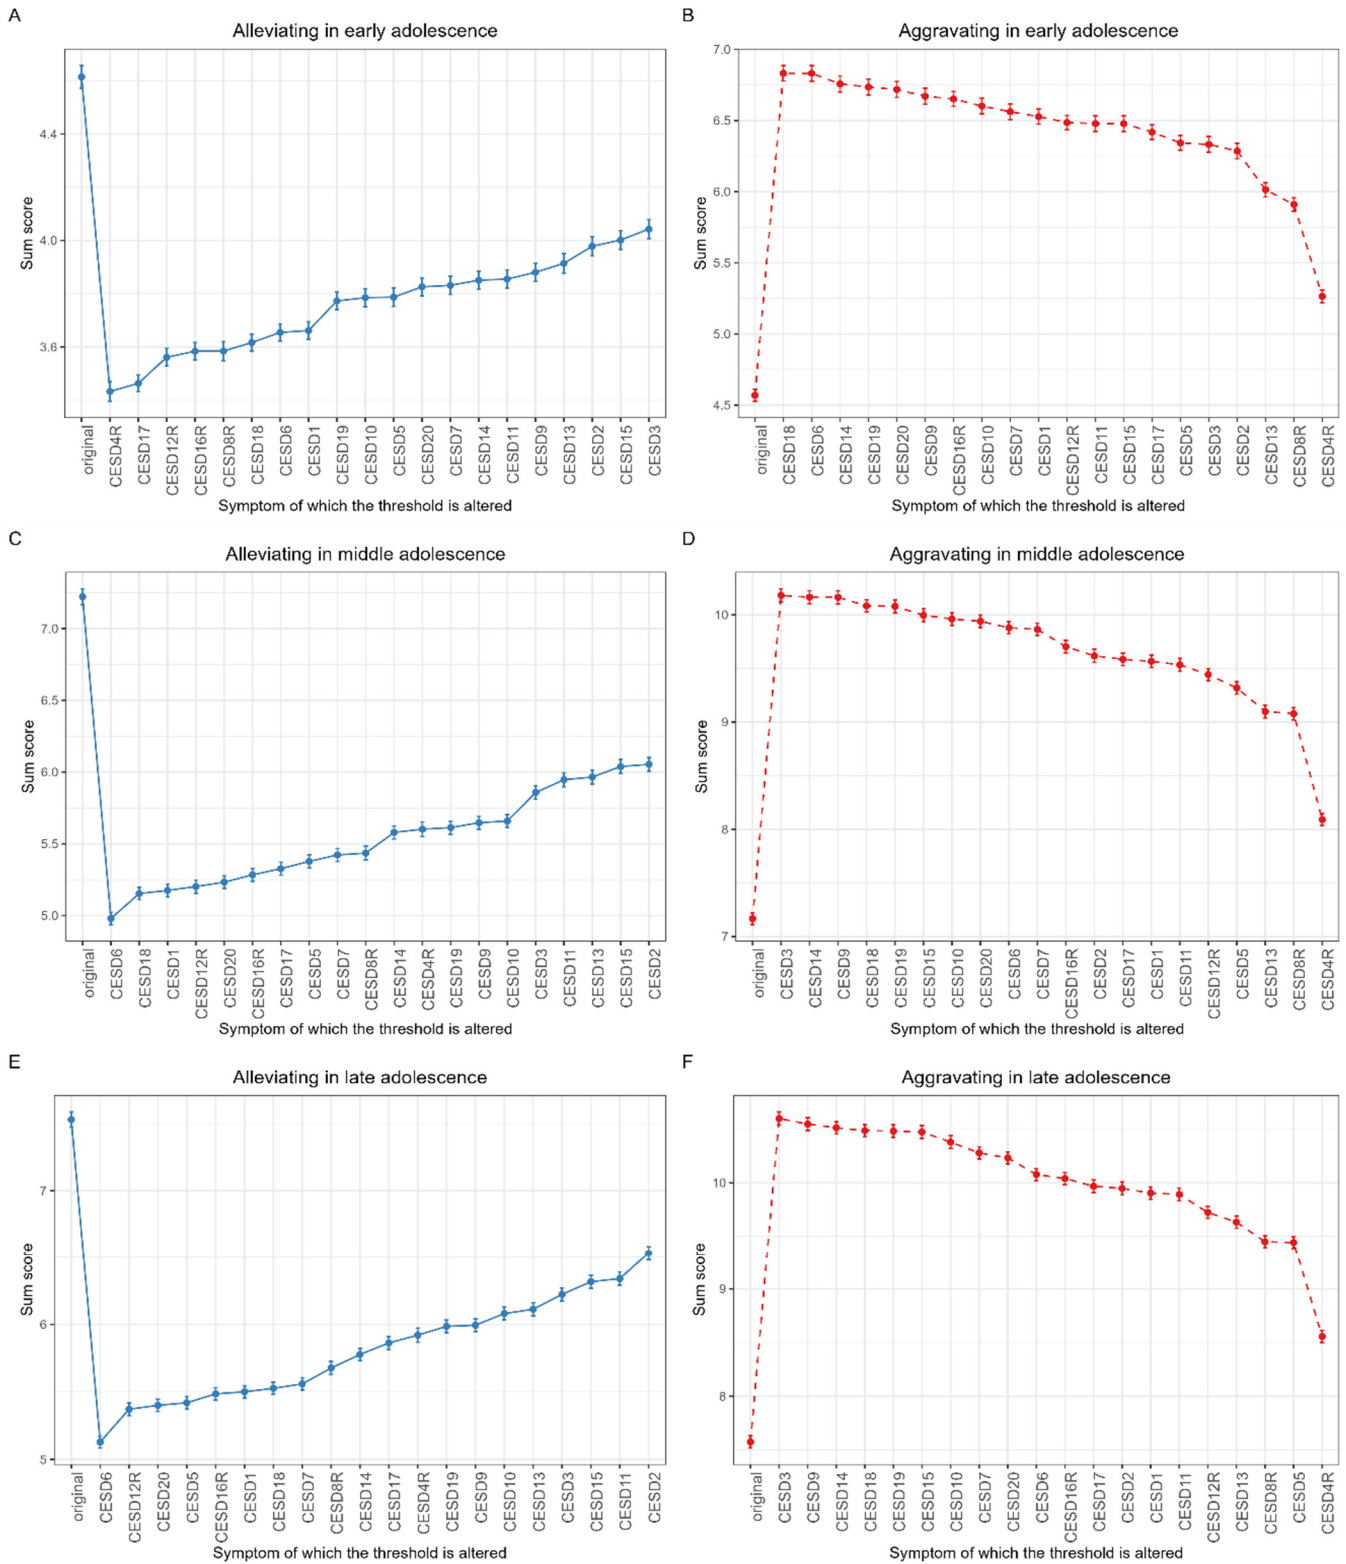 A
Alleviating in early adolescence
Sum score
4.4
4.0
3.6
original
CESD4R
CESD17
CESD12R
CESD16R
CESD8R
CESD18
CESD6
CESD1
CESD19
CESD10
CESD5
CESD20
CESD7
CESD14
CESD11
CESD9
CESD13
CESD2
CESD15
CESD3
Symptom of which the threshold is altered
B
Aggravating in early adolescence
Sum score
7.0
6.5
6.0
5.5
5.0
4.5
original
CESD18
CESD6
CESD14
CESD19
CESD20
CESD9
CESD16R
CESD10
CESD7
CESD1
CESD12R
CESD11
CESD15
CESD17
CESD5
CESD3
CESD2
CESD13
CESD8R
CESD4R
Symptom of which the threshold is altered
C
Alleviating in middle adolescence
Sum score
7.0
6.5
6.0
5.5
5.0
original
CESD6
CESD18
CESD1
CESD12R
CESD20
CESD16R
CESD17
CESD5
CESD7
CESD8R
CESD14
CESD4R
CESD19
CESD9
CESD10
CESD3
CESD11
CESD13
CESD15
CESD2
Symptom of which the threshold is altered
D
Aggravating in middle adolescence
Sum score
10
9
8
7
original
CESD3
CESD14
CESD9
CESD18
CESD19
CESD15
CESD10
CESD20
CESD6
CESD7
CESD16R
CESD2
CESD17
CESD1
CESD11
CESD12R
CESD5
CESD13
CESD8R
CESD4R
Symptom of which the threshold is altered
E
Alleviating in late adolescence
Sum score
7
6
5
original
CESD6
CESD12R
CESD20
CESD5
CESD16R
CESD1
CESD18
CESD7
CESD8R
CESD14
CESD17
CESD4R
CESD19
CESD9
CESD10
CESD13
CESD3
CESD15
CESD11
CESD2
Symptom of which the threshold is altered
F
Aggravating in late adolescence
Sum score
10
9
8
original
CESD3
CESD9
CESD14
CESD18
CESD19
CESD15
CESD10
CESD7
CESD20
CESD6
CESD16R
CESD17
CESD2
CESD1
CESD11
CESD12R
CESD13
CESD8R
CESD5
CESD4R
Symptom of which the threshold is altered